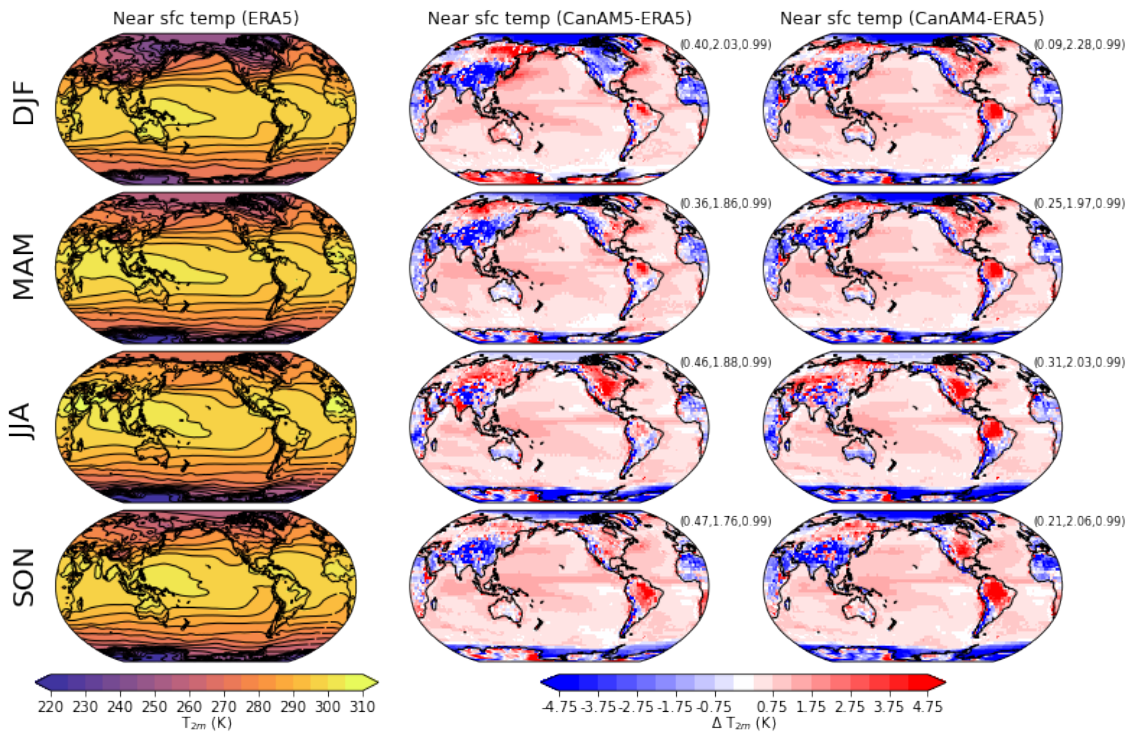 Near sfc temp (ERA5) Near sfc temp (CanAM5-ERA5) Near sfc temp (CanAM4-ERA5)
DJF (0.40,2.03,0.99) (0.09,2.28,0.99)
MAM (0.36,1.86,0.99) (0.25,1.97,0.99)
JJA (0.46,1.88,0.99) (0.31,2.03,0.99)
SON (0.47,1.76,0.99) (0.21,2.06,0.99)
220 230 240 250 260 270 280 290 300 310 -4.75 -3.75 -2.75 -1.75 -0.75 0.75 1.75 2.75 3.75 4.75
T2m (K) Δ T2m (K)